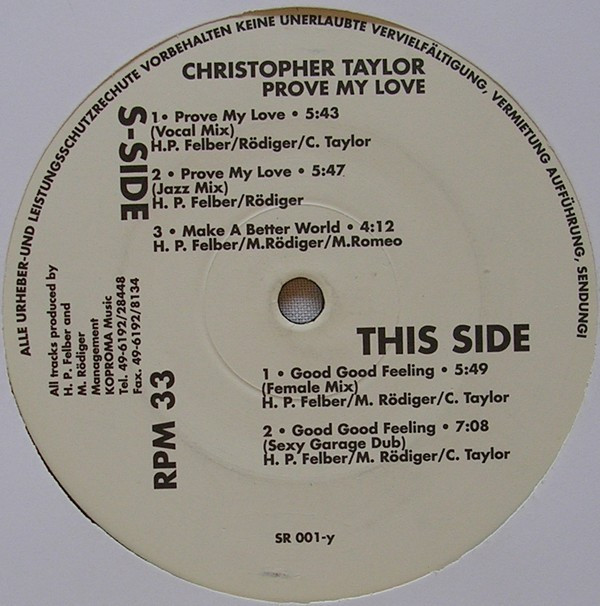 ALLE URHEBER-UND LEISTUNGSSCHUTZRECHUTE VORBEHALTEN KEINE UNERLAUBTE VERVIELFÄLTIGUNG, VERMIETUNG AUFFÜHRUNG, SENDUNG!
CHRISTOPHER TAYLOR
PROVE MY LOVE
S-SIDE
1 • Prove My Love • 5:43
(Vocal Mix)
H.P. Felber/Rödiger/C. Taylor
2 • Prove My Love • 5:47
(Jazz Mix)
H. P. Felber/Rödiger
3 • Make A Better World • 4:12
H. P. Felber/M.Rödiger/M.Romeo
All tracks produced by
H. P. Felber and
M. Rödiger
Management
KOPROMA Music
Tel. 49-6192/28448
Fax. 49-6192/8134
RPM 33
THIS SIDE
1 • Good Good Feeling • 5:49
(Female Mix)
H. P. Felber/M. Rödiger/C. Taylor
2 • Good Good Feeling • 7:08
(Sexy Garage Dub)
H. P. Felber/M. Rödiger/C. Taylor
SR 001-y